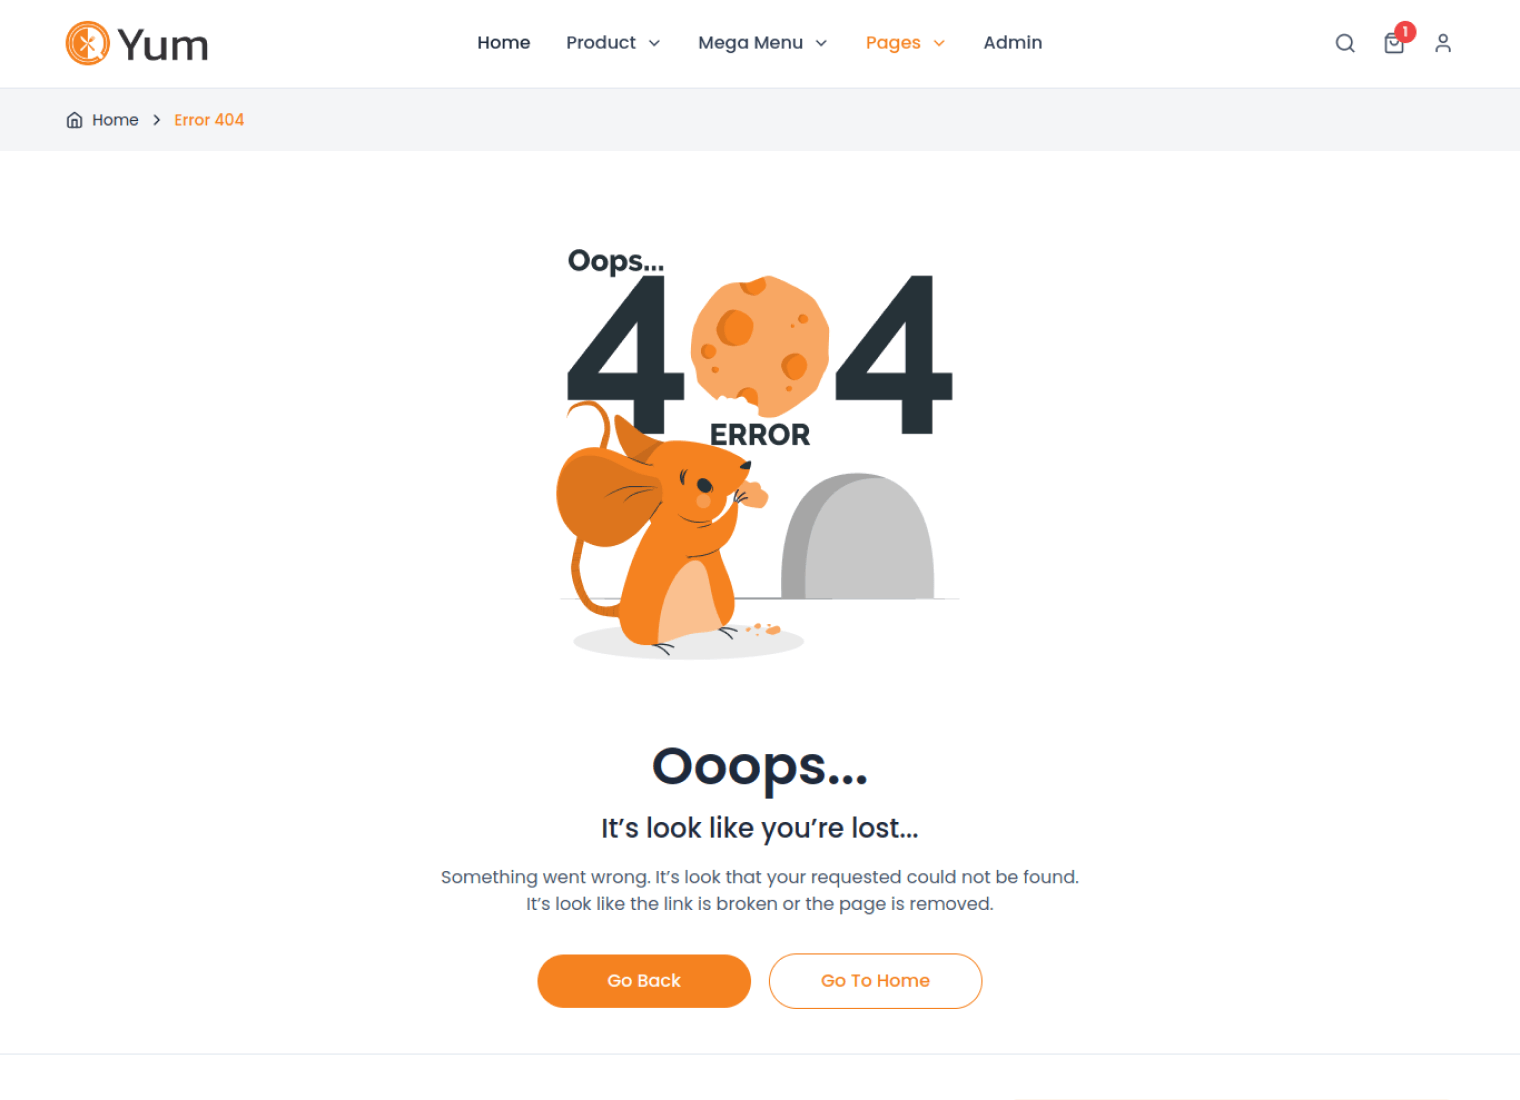 Yum
Home Product Mega Menu Pages Admin
1
Home Error 404
Oops...
404
ERROR
Ooops...
It’s look like you’re lost...
Something went wrong. It’s look that your requested could not be found.
It’s look like the link is broken or the page is removed.
Go Back Go To Home